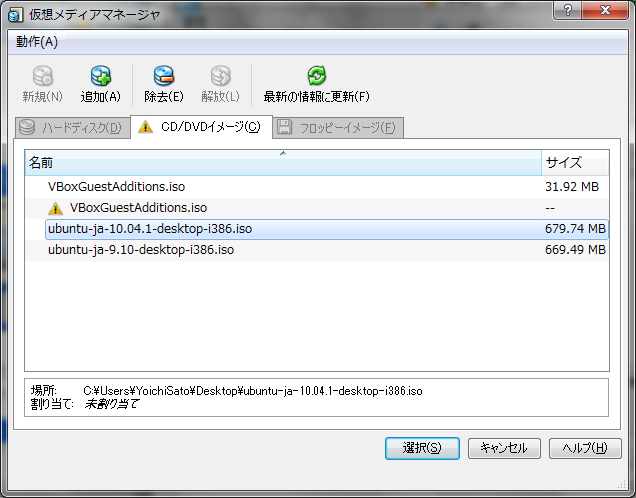 仮想メディアマネージャ
動作(A)
新規(N) 追加(A) 除去(E) 解放(L) 最新の情報に更新(F)
ハードディスク(D) CD/DVDイメージ(C) フロッピーイメージ(F)
名前 サイズ
VBoxGuestAdditions.iso 31.92 MB
VBoxGuestAdditions.iso --
ubuntu-ja-10.04.1-desktop-i386.iso 679.74 MB
ubuntu-ja-9.10-desktop-i386.iso 669.49 MB
場所: C:¥Users¥YoichiSato¥Desktop¥ubuntu-ja-10.04.1-desktop-i386.iso
割り当て: 未割り当て
選択(S) キャンセル ヘルプ(H)